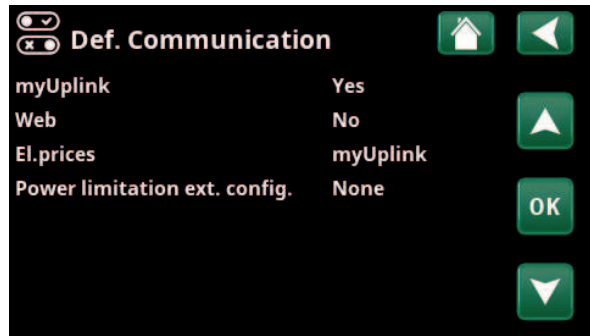 Def. Communication
myUplink Yes
Web No
El.prices myUplink
Power limitation ext. config. None
OK